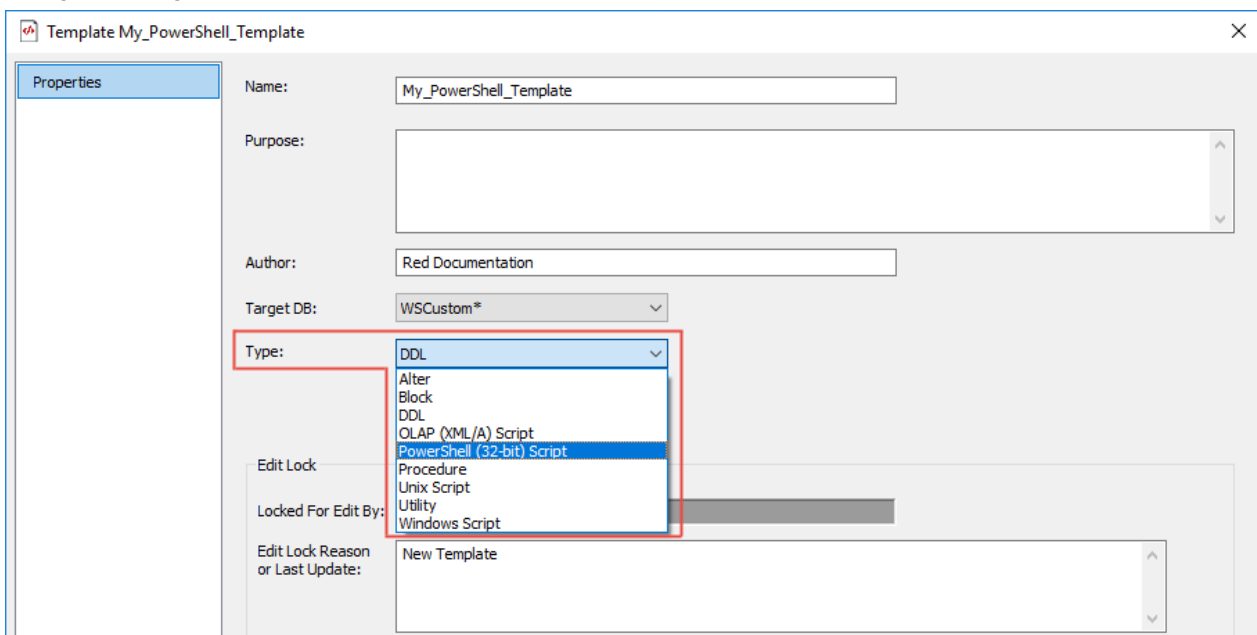 Template My_PowerShell_Template
Properties
Name:
My_PowerShell_Template
Purpose:
Author:
Red Documentation
Target DB:
WSCustom*
Type:
DDL
Alter
Block
DDL
OLAP (XML/A) Script
PowerShell (32-bit) Script
Procedure
Unix Script
Utility
Windows Script
Edit Lock
Locked For Edit By:
Edit Lock Reason
or Last Update:
New Template